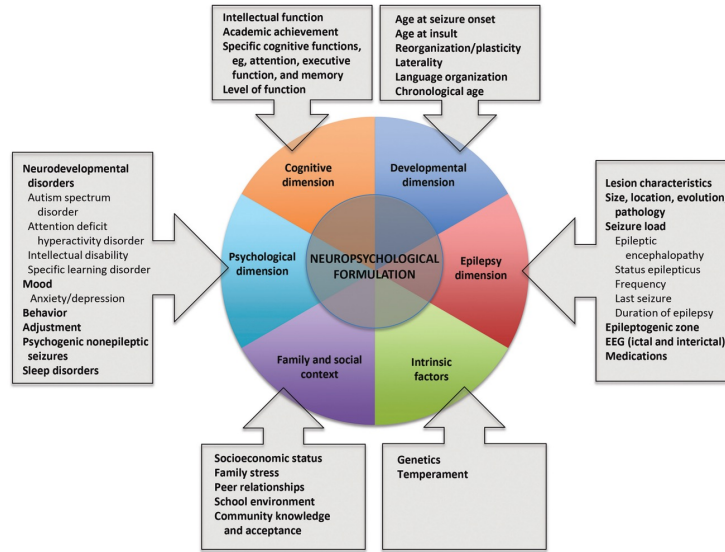 Intellectual function
Academic achievement
Specific cognitive functions,
eg, attention, executive
function, and memory
Level of function
Age at seizure onset
Age at insult
Reorganization/plasticity
Laterality
Language organization
Chronological age
Cognitive
dimension
Developmental
dimension
Neurodevelopmental
disorders
Autism spectrum
disorder
Attention deficit
hyperactivity disorder
Intellectual disability
Specific learning disorder
Mood
Anxiety/depression
Behavior
Adjustment
Psychogenic nonepileptic
seizures
Sleep disorders
Psychological
dimension
NEUROPSYCHOLOGICAL
FORMULATION
Epilepsy
dimension
Lesion characteristics
Size, location, evolution,
pathology
Seizure load
Epileptic
encephalopathy
Status epilepticus
Frequency
Last seizure
Duration of epilepsy
Epileptogenic zone
EEG (ictal and interictal)
Medications
Family and social
context
Intrinsic
factors
Socioeconomic status
Family stress
Peer relationships
School environment
Community knowledge
and acceptance
Genetics
Temperament